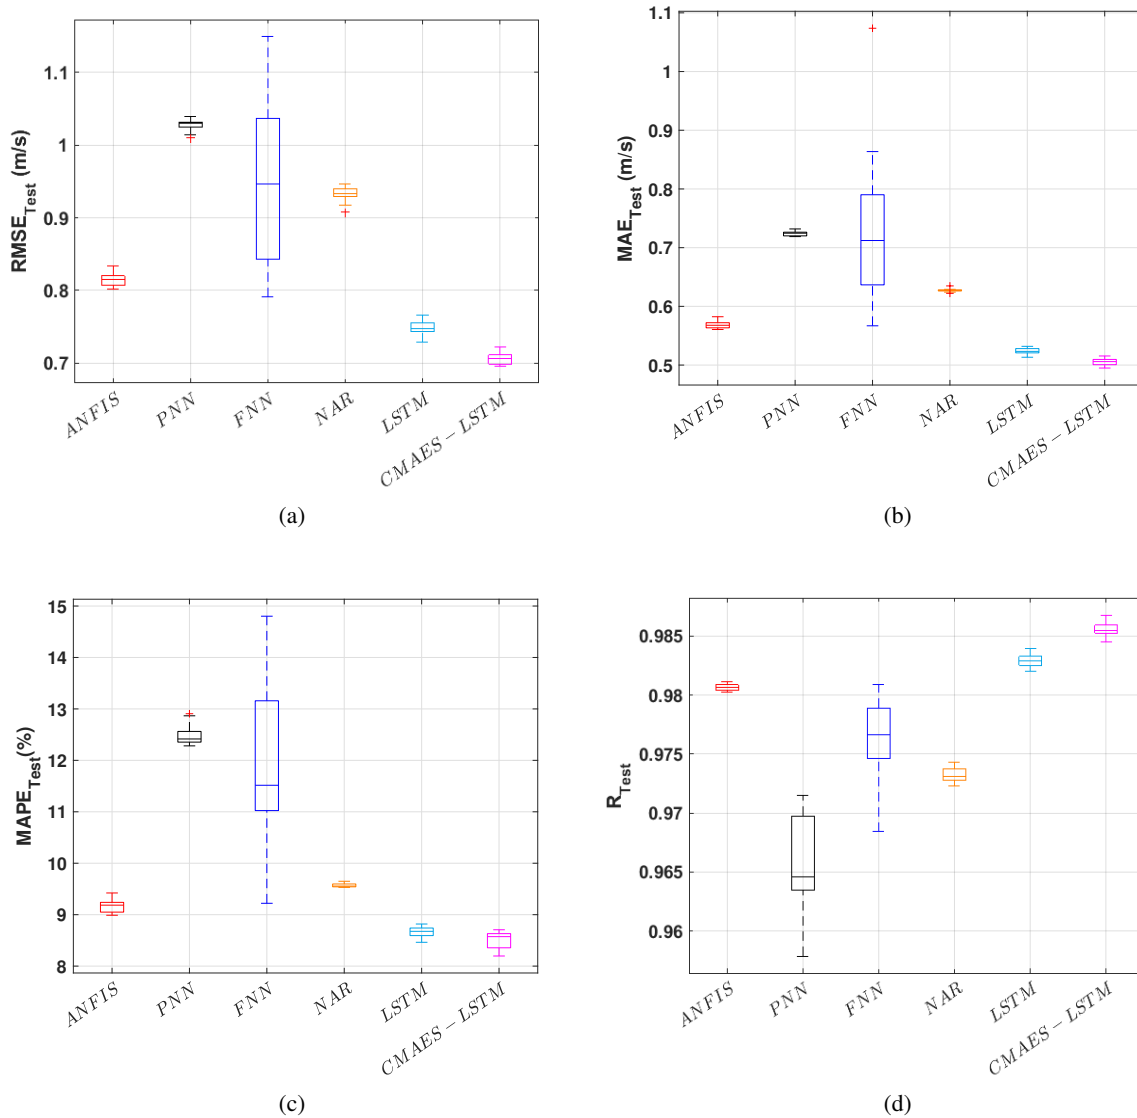 1.1
1
0.9
0.8
0.7
RMSE_Test (m/s)
ANFIS
PNN
FNN
NAR
LSTM
CMAES − LSTM
(a)
1.1
1
0.9
0.8
0.7
0.6
0.5
MAE_Test (m/s)
ANFIS
PNN
FNN
NAR
LSTM
CMAES − LSTM
(b)
15
14
13
12
11
10
9
8
MAPE_Test(%)
ANFIS
PNN
FNN
NAR
LSTM
CMAES − LSTM
(c)
0.985
0.98
0.975
0.97
0.965
0.96
R_Test
ANFIS
PNN
FNN
NAR
LSTM
CMAES − LSTM
(d)